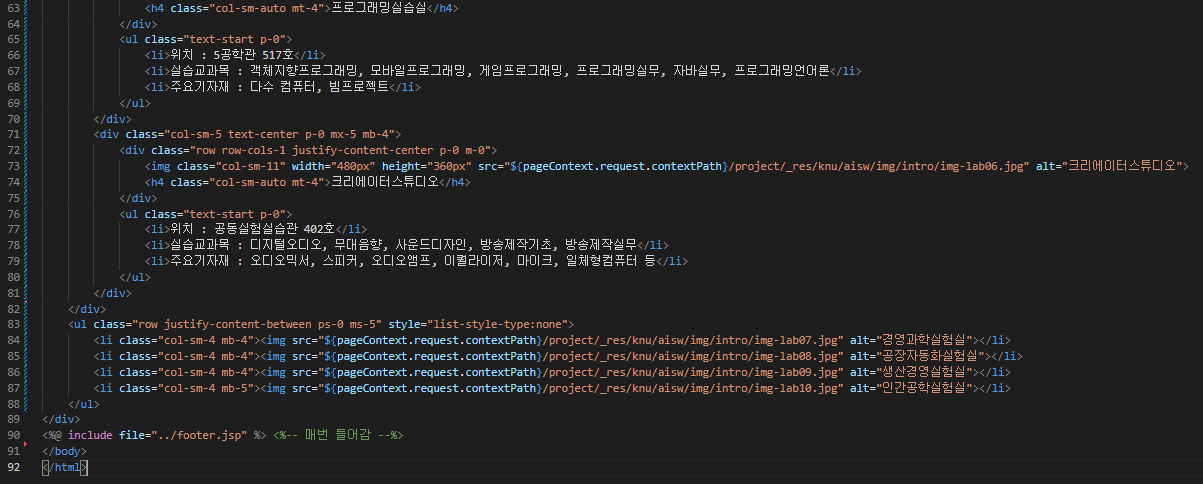 63 <h4 class="col-sm-auto mt-4">프로그래밍실습실</h4>
64 </div>
65 <ul class="text-start p-0">
66 <li>위치 : 5공학관 517호</li>
67 <li>실습교과목 : 객체지향프로그래밍, 모바일프로그래밍, 게임프로그래밍, 프로그래밍실무, 자바실무, 프로그래밍언어론</li>
68 <li>주요기자재 : 다수 컴퓨터, 빔프로젝트</li>
69 </ul>
70 </div>
71 <div class="col-sm-5 text-center p-0 mx-5 mb-4">
72 <div class="row row-cols-1 justify-content-center p-0 m-0">
73 <img class="col-sm-11" width="480px" height="360px" src="${pageContext.request.contextPath}/project/_res/knu/aisw/img/intro/img-lab06.jpg" alt="크리에이터스튜디오">
74 <h4 class="col-sm-auto mt-4">크리에이터스튜디오</h4>
75 </div>
76 <ul class="text-start p-0">
77 <li>위치 : 공동실험실습관 402호</li>
78 <li>실습교과목 : 디지털오디오, 무대음향, 사운드디자인, 방송제작기초, 방송제작실무</li>
79 <li>주요기자재 : 오디오믹서, 스피커, 오디오앰프, 이퀄라이저, 마이크, 일체형컴퓨터 등</li>
80 </ul>
81 </div>
82 </div>
83 <ul class="row justify-content-between ps-0 ms-5" style="list-style-type:none">
84 <li class="col-sm-4 mb-4"><img src="${pageContext.request.contextPath}/project/_res/knu/aisw/img/intro/img-lab07.jpg" alt="경영과학실험실"></li>
85 <li class="col-sm-4 mb-4"><img src="${pageContext.request.contextPath}/project/_res/knu/aisw/img/intro/img-lab08.jpg" alt="공장자동화실험실"></li>
86 <li class="col-sm-4 mb-4"><img src="${pageContext.request.contextPath}/project/_res/knu/aisw/img/intro/img-lab09.jpg" alt="생산경영실험실"></li>
87 <li class="col-sm-4 mb-5"><img src="${pageContext.request.contextPath}/project/_res/knu/aisw/img/intro/img-lab10.jpg" alt="인간공학실험실"></li>
88 </ul>
89 </div>
90 <%@ include file="../footer.jsp" %> <%-- 매번 들어감 --%>
91 </body>
92 </html>